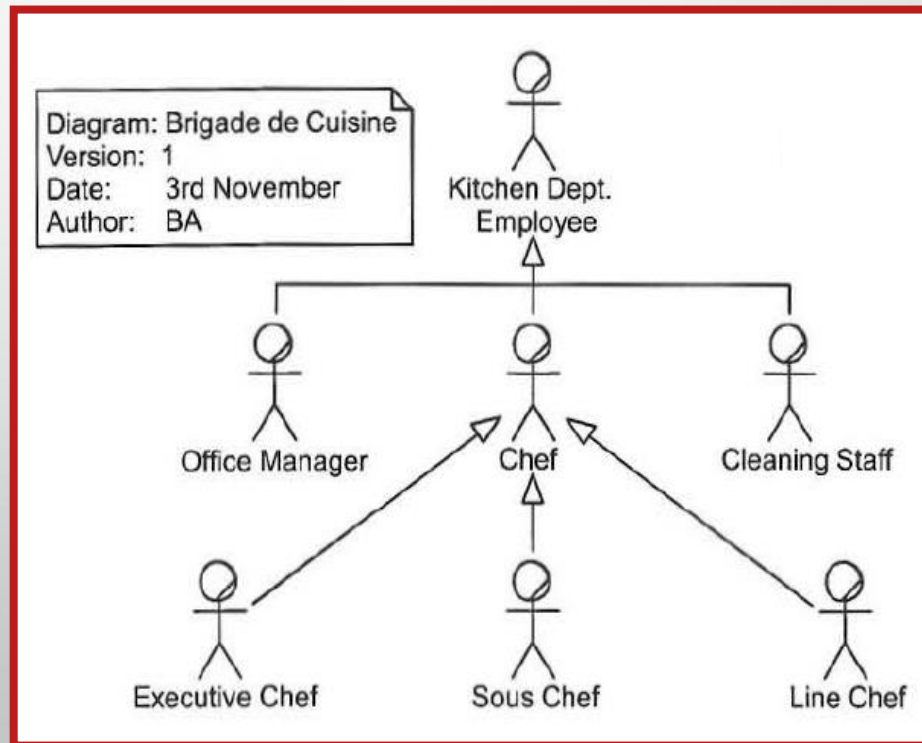 Diagram: Brigade de Cuisine
Version: 1
Date: 3rd November
Author: BA
Kitchen Dept.
Employee
Office Manager
Chef
Cleaning Staff
Executive Chef
Sous Chef
Line Chef